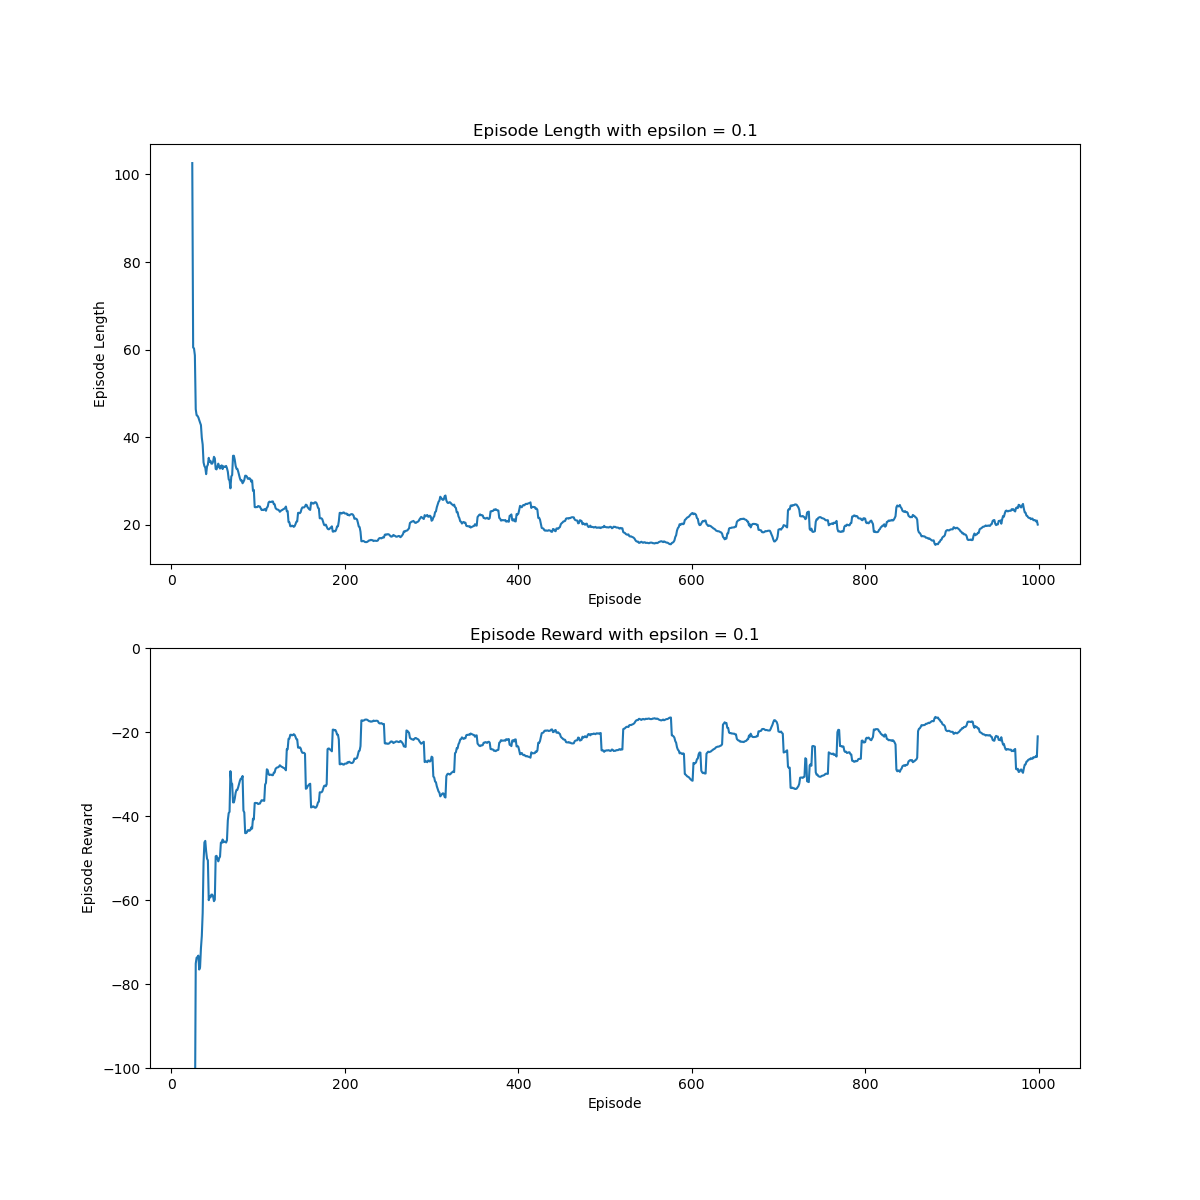 Episode Length with epsilon = 0.1
100
80
60
40
20
Episode Length
0 200 400 600 800 1000
Episode
Episode Reward with epsilon = 0.1
0
−20
−40
−60
−80
−100
Episode Reward
0 200 400 600 800 1000
Episode